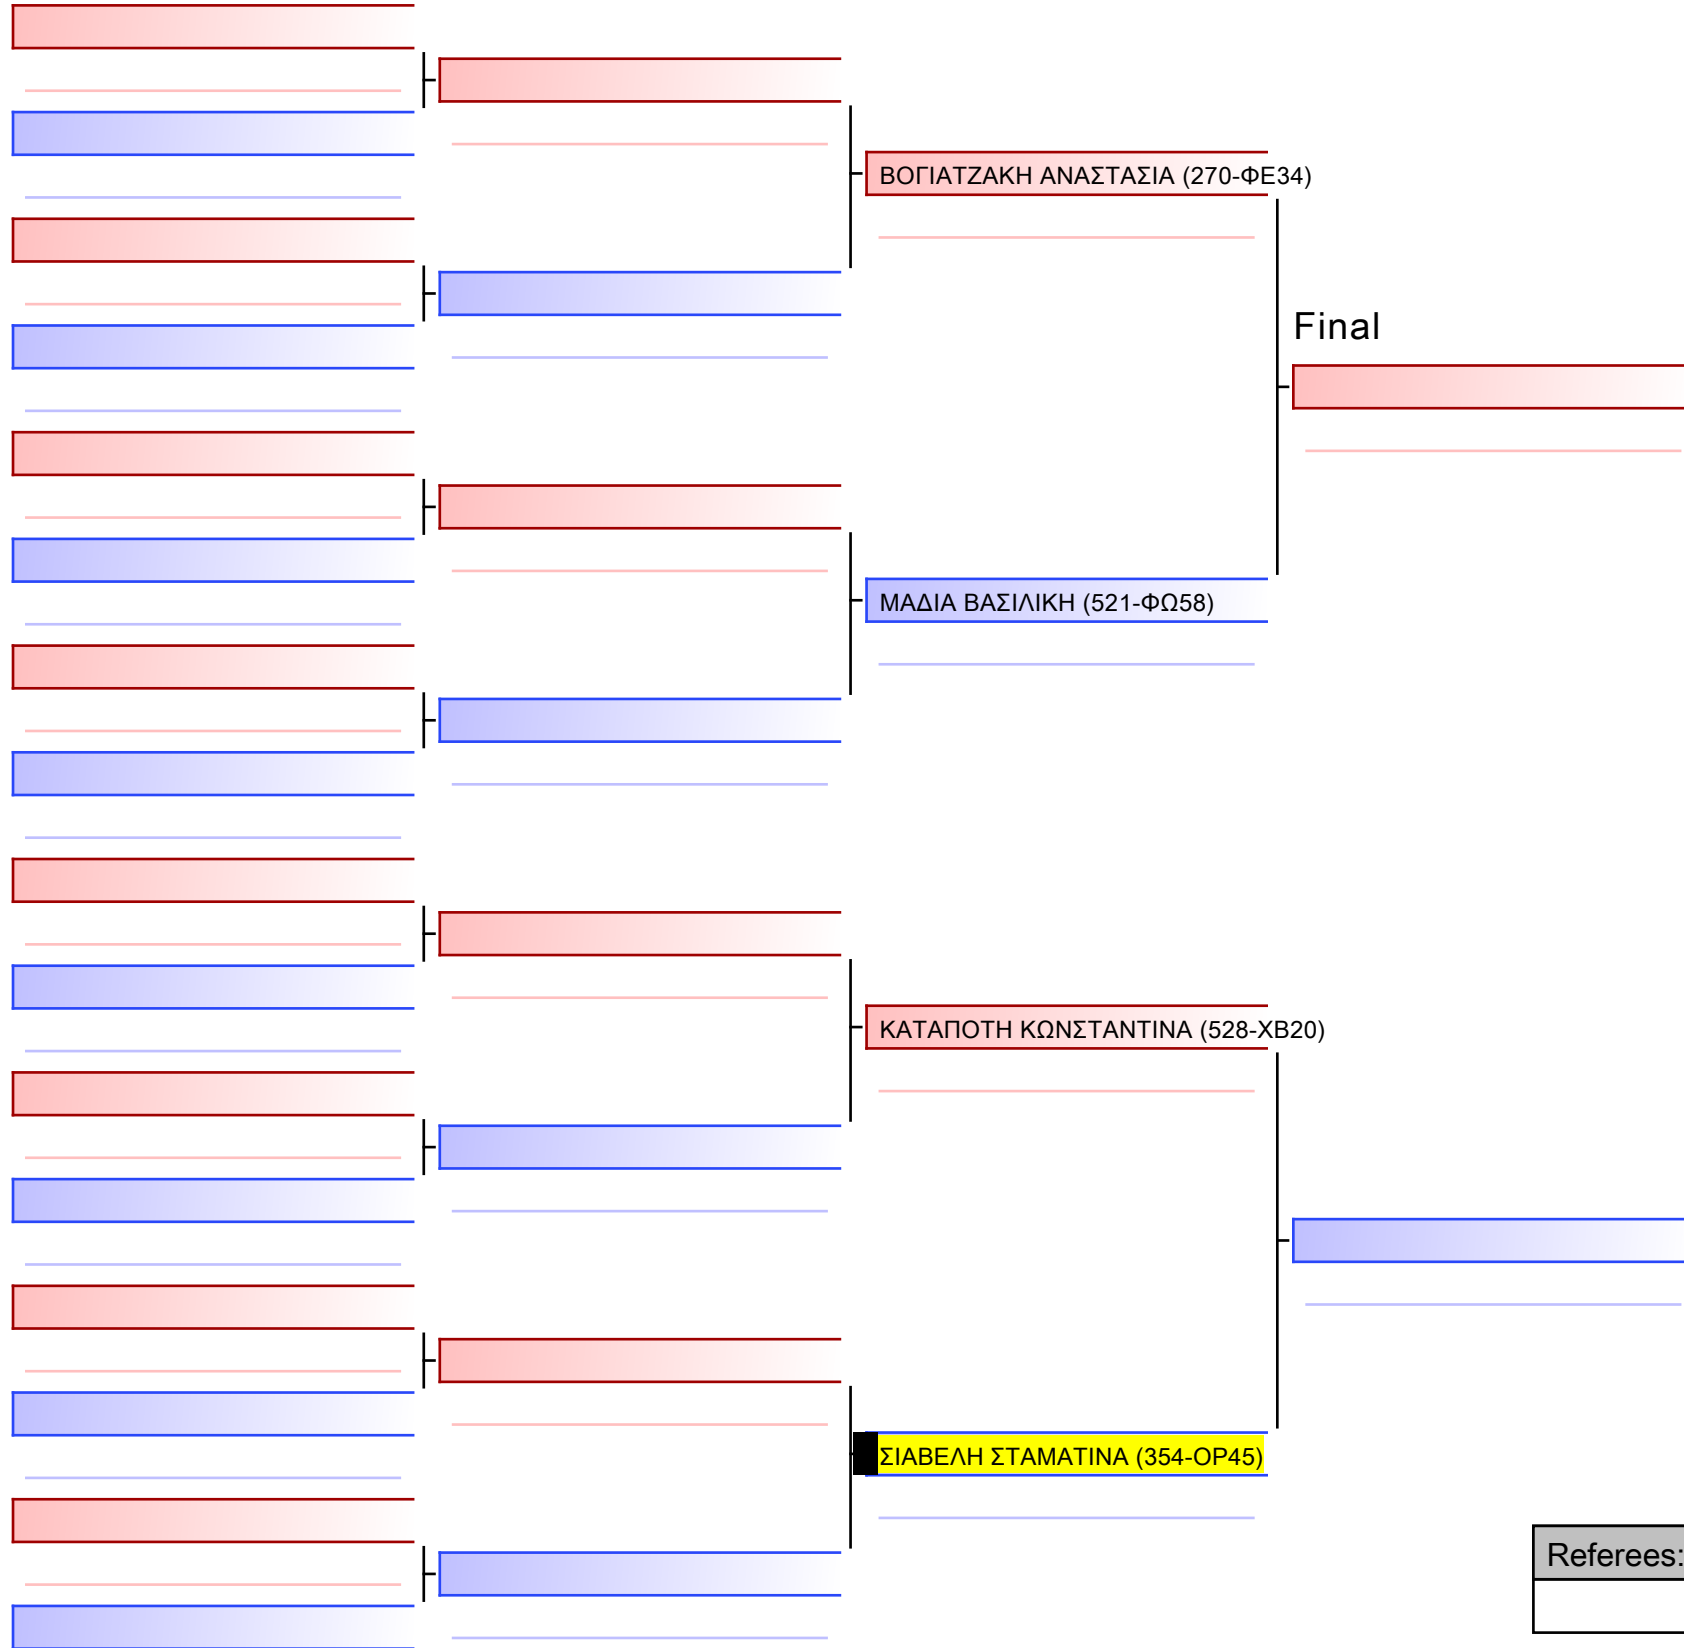 ΒΟΓΙΑΤΖΑΚΗ ΑΝΑΣΤΑΣΙΑ (270-ΦΕ34)
Final
ΜΑΔΙΑ ΒΑΣΙΛΙΚΗ (521-ΦΩ58)
ΚΑΤΑΠΟΤΗ ΚΩΝΣΤΑΝΤΙΝΑ (528-ΧΒ20)
ΣΙΑΒΕΛΗ ΣΤΑΜΑΤΙΝΑ (354-ΟΡ45)
Referees: